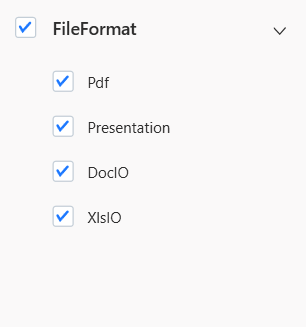 FileFormat
Pdf
Presentation
DocIO
XlsIO